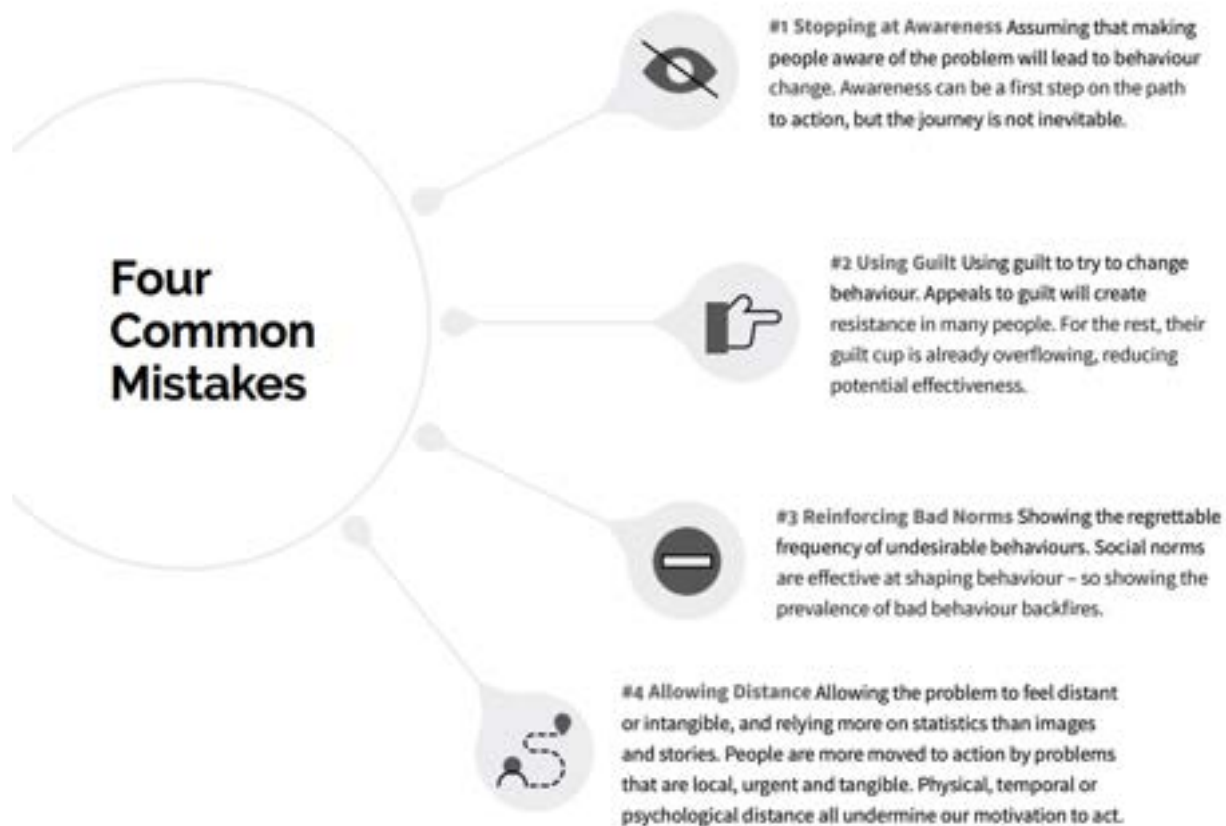 Four
Common
Mistakes
#1 Stopping at Awareness Assuming that making
people aware of the problem will lead to behaviour
change. Awareness can be a first step on the path
to action, but the journey is not inevitable.
#2 Using Guilt Using guilt to try to change
behaviour. Appeals to guilt will create
resistance in many people. For the rest, their
guilt cup is already overflowing, reducing
potential effectiveness.
#3 Reinforcing Bad Norms Showing the regrettable
frequency of undesirable behaviours. Social norms
are effective at shaping behaviour – so showing the
prevalence of bad behaviour backfires.
#4 Allowing Distance Allowing the problem to feel distant
or intangible, and relying more on statistics than images
and stories. People are more moved to action by problems
that are local, urgent and tangible. Physical, temporal or
psychological distance all undermine our motivation to act.